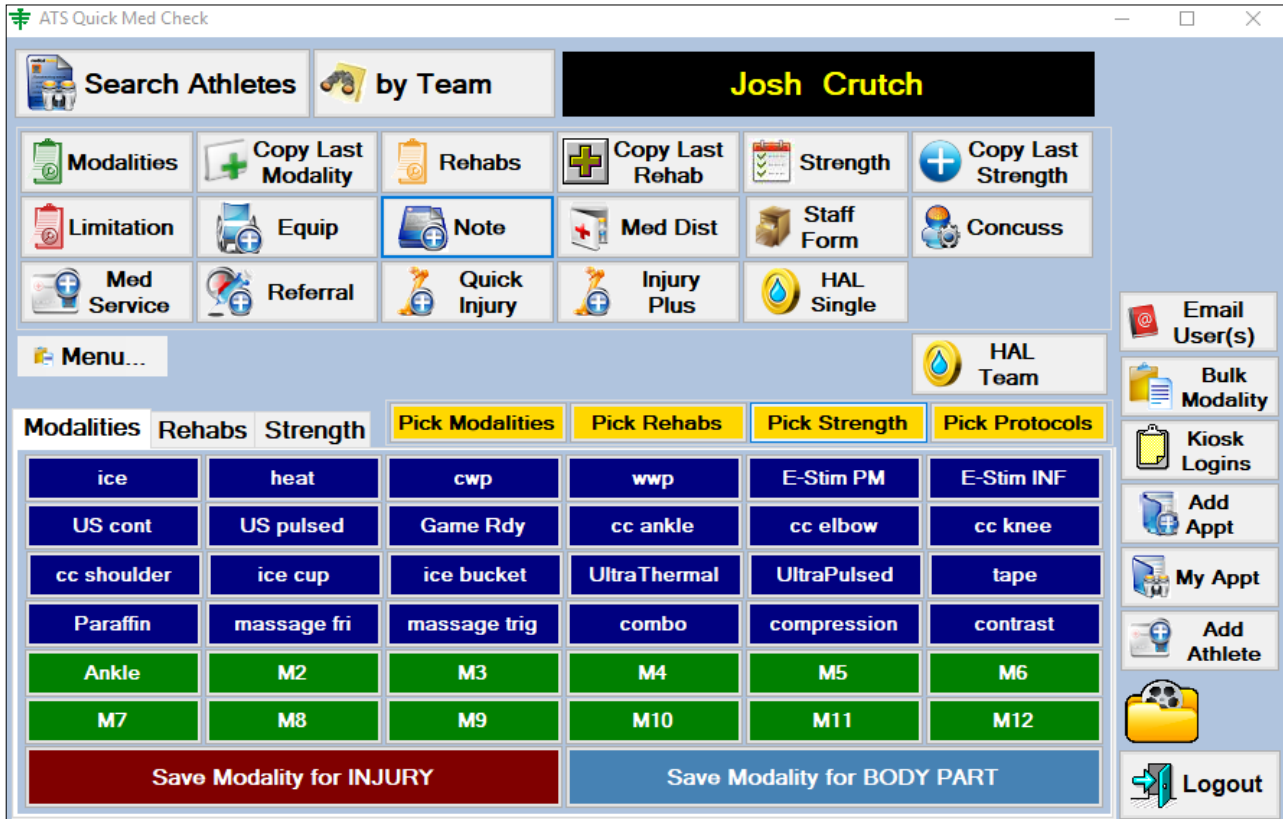 ATS Quick Med Check
Search Athletes
by Team
Josh Crutch
Modalities
Copy Last
Modality
Rehabs
Copy Last
Rehab
Strength
Copy Last
Strength
Limitation
Equip
Note
Med Dist
Staff
Form
Concuss
Med
Service
Referral
Quick
Injury
Injury
Plus
HAL
Single
Menu...
HAL
Team
Modalities
Rehabs
Strength
Pick Modalities
Pick Rehabs
Pick Strength
Pick Protocols
ice
heat
cwp
wwp
E-Stim PM
E-Stim INF
US cont
US pulsed
Game Rdy
cc ankle
cc elbow
cc knee
cc shoulder
ice cup
ice bucket
UltraThermal
UltraPulsed
tape
Paraffin
massage fri
massage trig
combo
compression
contrast
Ankle
M2
M3
M4
M5
M6
M7
M8
M9
M10
M11
M12
Save Modality for INJURY
Save Modality for BODY PART
Email
User(s)
Bulk
Modality
Kiosk
Logins
Add
Appt
My Appt
Add
Athlete
Logout